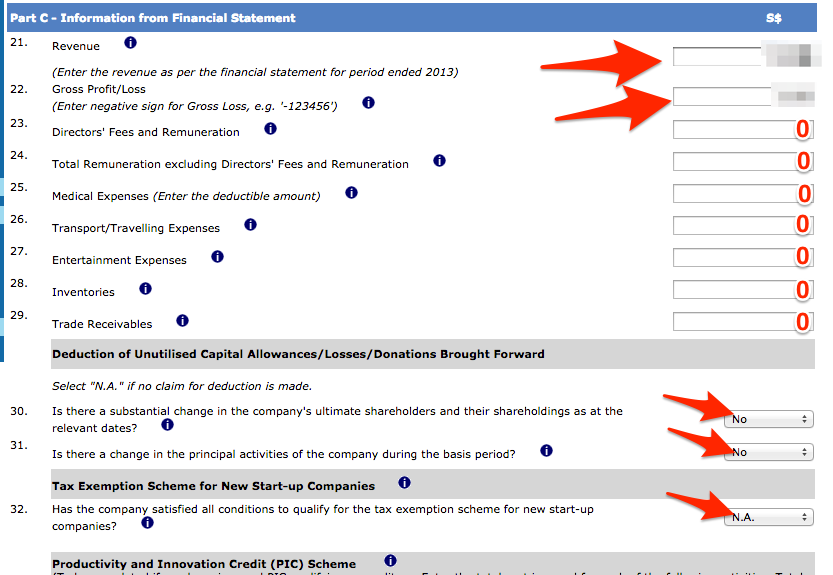 Part C - Information from Financial Statement S$
21. Revenue
(Enter the revenue as per the financial statement for period ended 2013)
22. Gross Profit/Loss
(Enter negative sign for Gross Loss, e.g. '-123456')
23. Directors' Fees and Remuneration 0
24. Total Remuneration excluding Directors' Fees and Remuneration 0
25. Medical Expenses (Enter the deductible amount) 0
26. Transport/Travelling Expenses 0
27. Entertainment Expenses 0
28. Inventories 0
29. Trade Receivables 0
Deduction of Unutilised Capital Allowances/Losses/Donations Brought Forward
Select "N.A." if no claim for deduction is made.
30. Is there a substantial change in the company's ultimate shareholders and their shareholdings as at the
relevant dates? No
31. Is there a change in the principal activities of the company during the basis period? No
Tax Exemption Scheme for New Start-up Companies
32. Has the company satisfied all conditions to qualify for the tax exemption scheme for new start-up
companies? N.A.
Productivity and Innovation Credit (PIC) Scheme